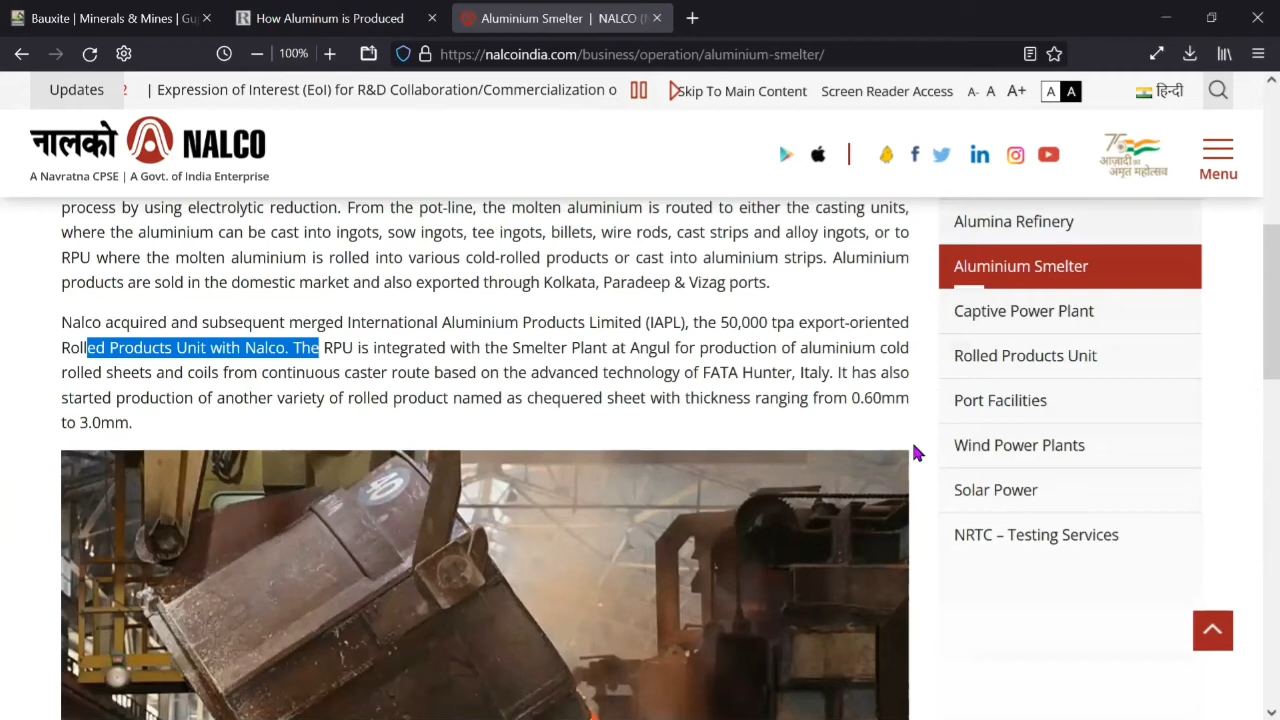 Bauxite | Minerals & Mines | Gu
How Aluminum is Produced
Aluminium Smelter | NALCO (
100%
https://nalcoindia.com/business/operation/aluminium-smelter/
Updates
2 | Expression of Interest (EoI) for R&D Collaboration/Commercialization o
Skip To Main Content
Screen Reader Access
A- A A+
A A
हिन्दी
नालको NALCO
A Navratna CPSE | A Govt. of India Enterprise
आज़ादी का
अमृत महोत्सव
Menu
process by using electrolytic reduction. From the pot-line, the molten aluminium is routed to either the casting units,
where the aluminium can be cast into ingots, sow ingots, tee ingots, billets, wire rods, cast strips and alloy ingots, or to
RPU where the molten aluminium is rolled into various cold-rolled products or cast into aluminium strips. Aluminium
products are sold in the domestic market and also exported through Kolkata, Paradeep & Vizag ports.
Nalco acquired and subsequent merged International Aluminium Products Limited (IAPL), the 50,000 tpa export-oriented
Rolled Products Unit with Nalco. The RPU is integrated with the Smelter Plant at Angul for production of aluminium cold
rolled sheets and coils from continuous caster route based on the advanced technology of FATA Hunter, Italy. It has also
started production of another variety of rolled product named as chequered sheet with thickness ranging from 0.60mm
to 3.0mm.
Alumina Refinery
Aluminium Smelter
Captive Power Plant
Rolled Products Unit
Port Facilities
Wind Power Plants
Solar Power
NRTC – Testing Services